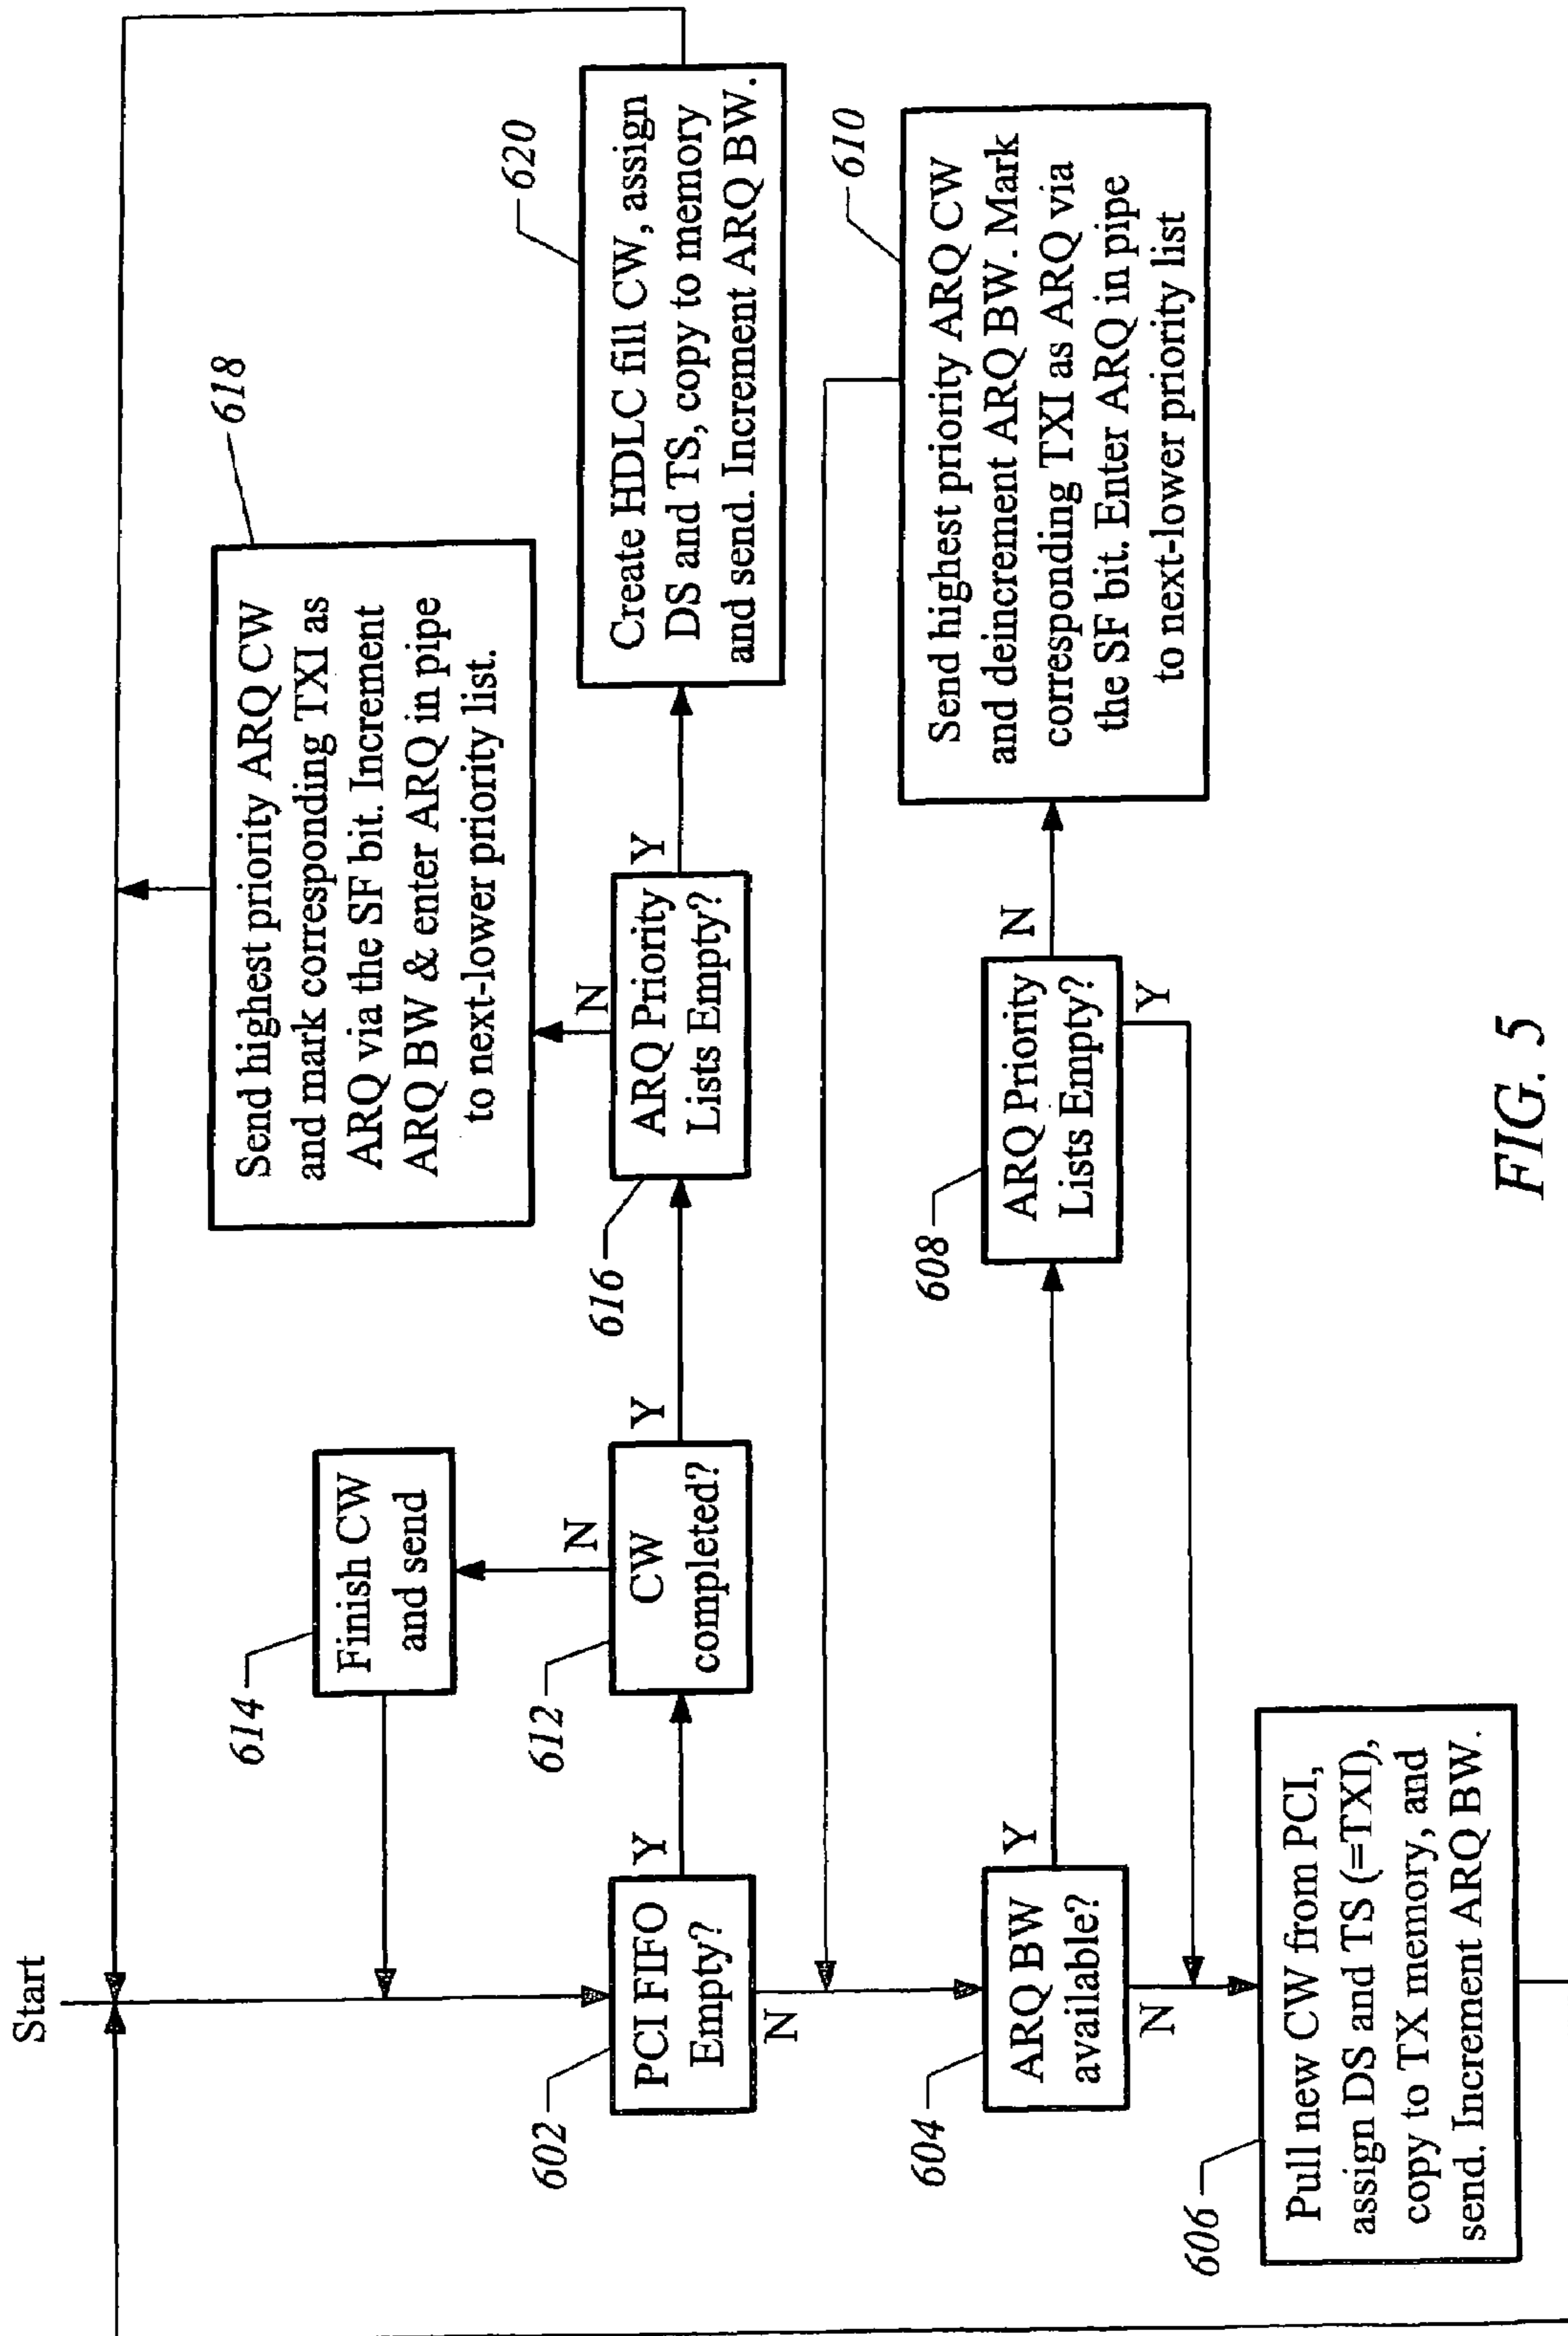 Start
602
PCI FIFO
Empty?
Y
N
612
CW
completed?
N
Y
614
Finish CW
and send
616
ARQ Priority
Lists Empty?
N
Y
618
Send highest priority ARQ CW
and mark corresponding TXI as
ARQ via the SF bit. Increment
ARQ BW & enter ARQ in pipe
to next-lower priority list.
620
Create HDLC fill CW, assign
DS and TS, copy to memory
and send. Increment ARQ BW.
604
ARQ BW
available?
Y
N
608
ARQ Priority
Lists Empty?
N
Y
610
Send highest priority ARQ CW
and deincrement ARQ BW. Mark
corresponding TXI as ARQ via
the SF bit. Enter ARQ in pipe
to next-lower priority list
606
Pull new CW from PCI,
assign DS and TS (=TXI),
copy to TX memory, and
send. Increment ARQ BW.
FIG. 5